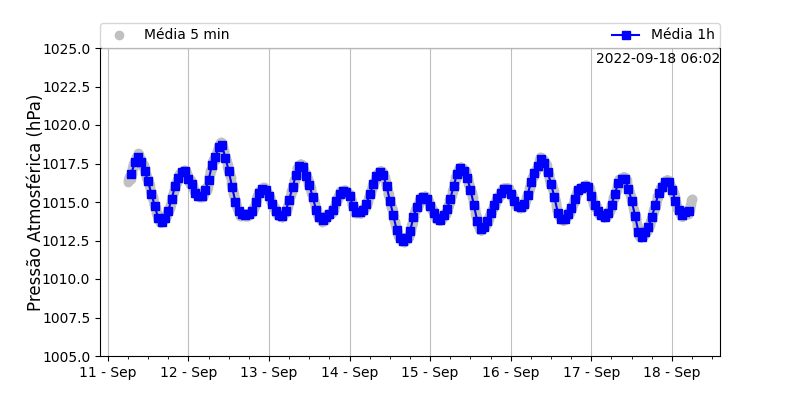 Média 5 min
Média 1h
2022-09-18 06:02
Pressão Atmosférica (hPa)
1025.0
1022.5
1020.0
1017.5
1015.0
1012.5
1010.0
1007.5
1005.0
11 - Sep
12 - Sep
13 - Sep
14 - Sep
15 - Sep
16 - Sep
17 - Sep
18 - Sep